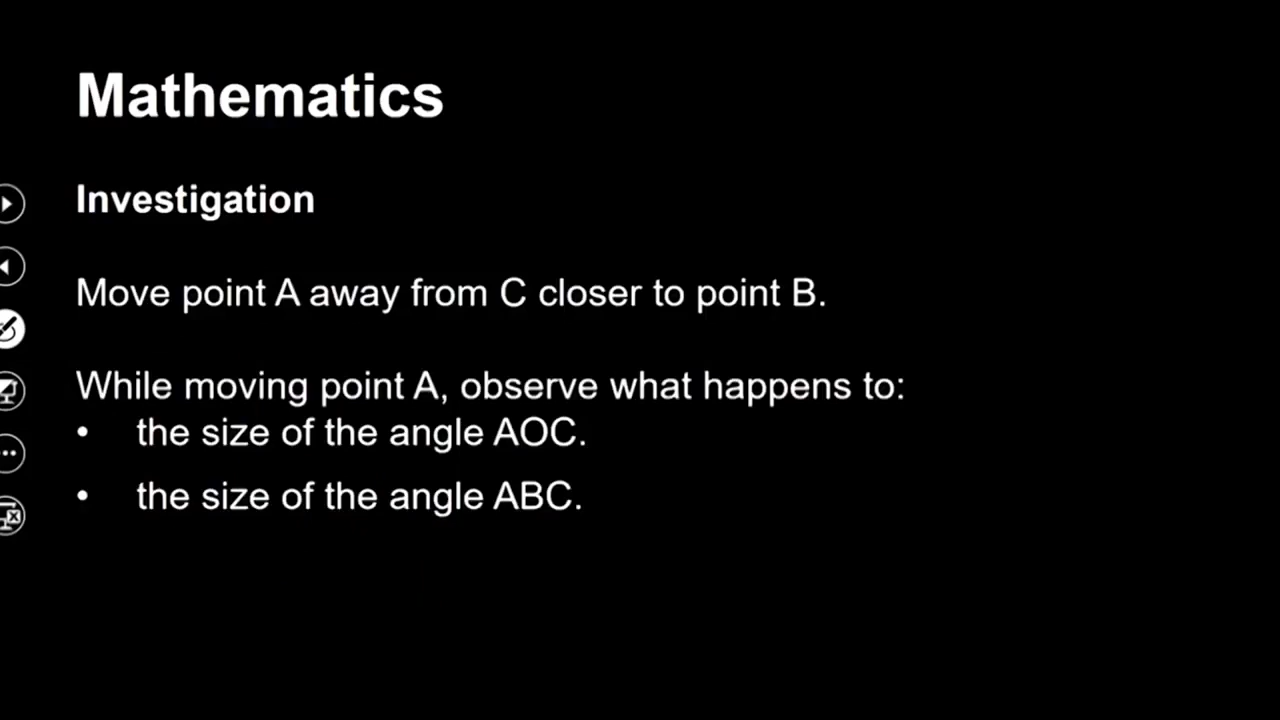 Mathematics
Investigation
Move point A away from C closer to point B.
While moving point A, observe what happens to:
• the size of the angle AOC.
• the size of the angle ABC.